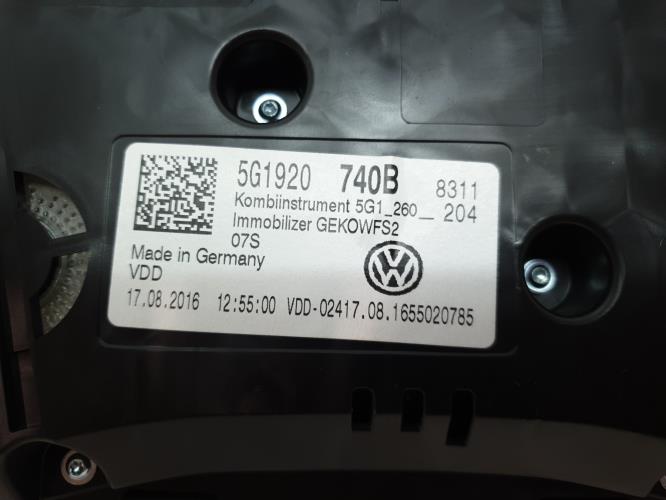 5G1920 740B 8311
Kombiinstrument 5G1_260__ 204
Immobilizer GEKOWFS2
07S
Made in Germany
VDD
17.08.2016 12:55:00 VDD-02417.08.1655020785